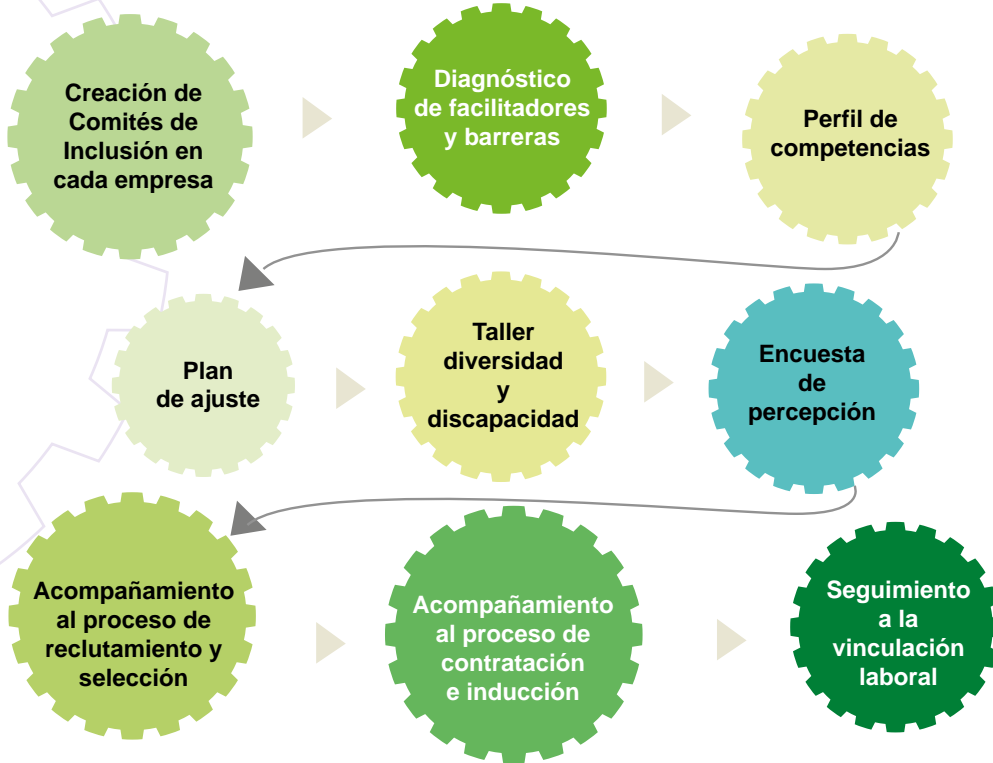 Creación de
Comités de
Inclusión en
cada empresa
Diagnóstico
de facilitadores
y barreras
Perfil de
competencias
Plan
de ajuste
Taller
diversidad
y
discapacidad
Encuesta
de
percepción
Acompañamiento
al proceso de
reclutamiento y
selección
Acompañamiento
al proceso de
contratación
e inducción
Seguimiento
a la
vinculación
laboral